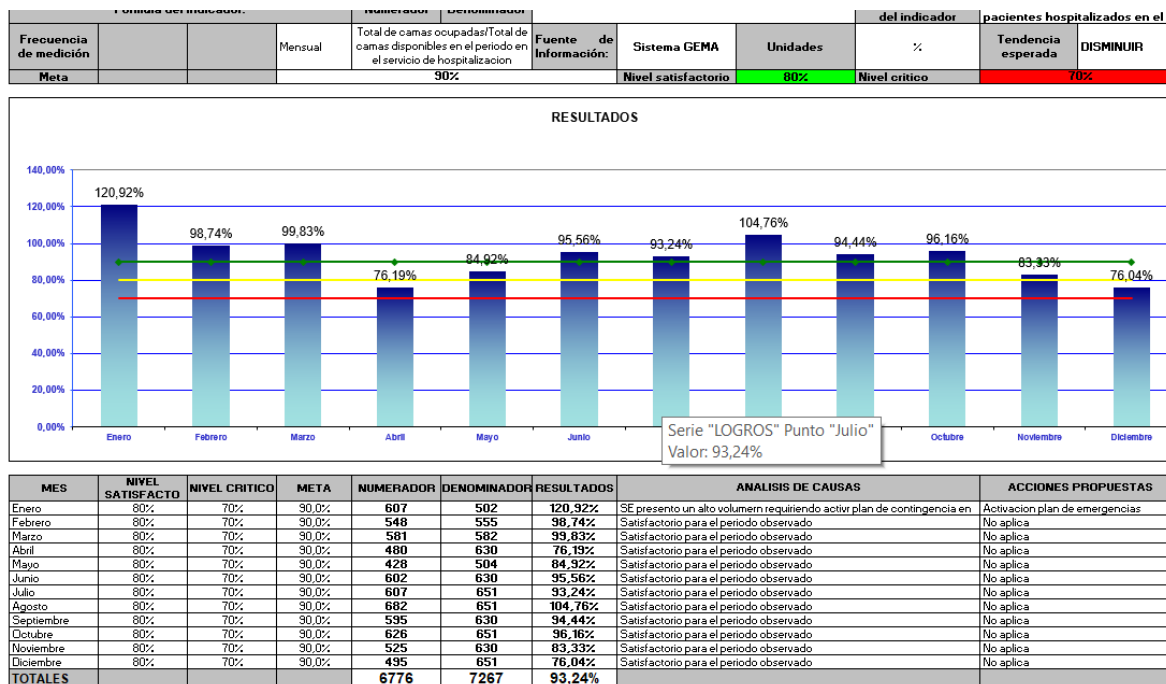 Formula del indicador:	Numerador	Denominador	del indicador	pacientes hospitalizados en el
Frecuencia de medición	Mensual	Total de camas ocupadas/Total de camas disponibles en el periodo en el servicio de hospitalizacion	Fuente de Información:	Sistema GEMA	Unidades	%	Tendencia esperada	DISMINUIR
Meta	90%	Nivel satisfactorio	80%	Nivel critico	70%
RESULTADOS
140,00%
120,00%
100,00%
80,00%
60,00%
40,00%
20,00%
0,00%
120,92%
98,74%
99,83%
76,19%
84,92%
95,56%
93,24%
104,76%
94,44%
96,16%
83,33%
76,04%
Enero	Febrero	Marzo	Abril	Mayo	Junio	Octubre	Noviembre	Diciembre
Serie "LOGROS" Punto "Julio"
Valor: 93,24%
MES	NIVEL SATISFACTO	NIVEL CRITICO	META	NUMERADOR	DENOMINADOR	RESULTADOS	ANALISIS DE CAUSAS	ACCIONES PROPUESTAS
Enero	80%	70%	90,0%	607	502	120,92%	SE presento un alto volumern requiriendo activr plan de contingencia en	Activacion plan de emergencias
Febrero	80%	70%	90,0%	548	555	98,74%	Satisfactorio para el periodo observado	No aplica
Marzo	80%	70%	90,0%	581	582	99,83%	Satisfactorio para el periodo observado	No aplica
Abril	80%	70%	90,0%	480	630	76,19%	Satisfactorio para el periodo observado	No aplica
Mayo	80%	70%	90,0%	428	504	84,92%	Satisfactorio para el periodo observado	No aplica
Junio	80%	70%	90,0%	602	630	95,56%	Satisfactorio para el periodo observado	No aplica
Julio	80%	70%	90,0%	607	651	93,24%	Satisfactorio para el periodo observado	No aplica
Agosto	80%	70%	90,0%	682	651	104,76%	Satisfactorio para el periodo observado	No aplica
Septiembre	80%	70%	90,0%	595	630	94,44%	Satisfactorio para el periodo observado	No aplica
Octubre	80%	70%	90,0%	626	651	96,16%	Satisfactorio para el periodo observado	No aplica
Noviembre	80%	70%	90,0%	525	630	83,33%	Satisfactorio para el periodo observado	No aplica
Diciembre	80%	70%	90,0%	495	651	76,04%	Satisfactorio para el periodo observado	No aplica
TOTALES	6776	7267	93,24%